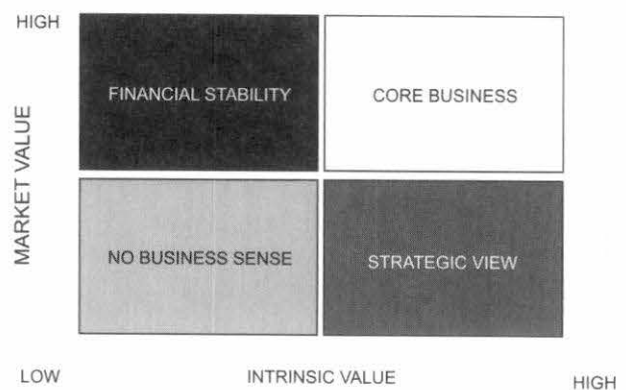 HIGH
FINANCIAL STABILITY
CORE BUSINESS
MARKET VALUE
NO BUSINESS SENSE
STRATEGIC VIEW
LOW
INTRINSIC VALUE
HIGH